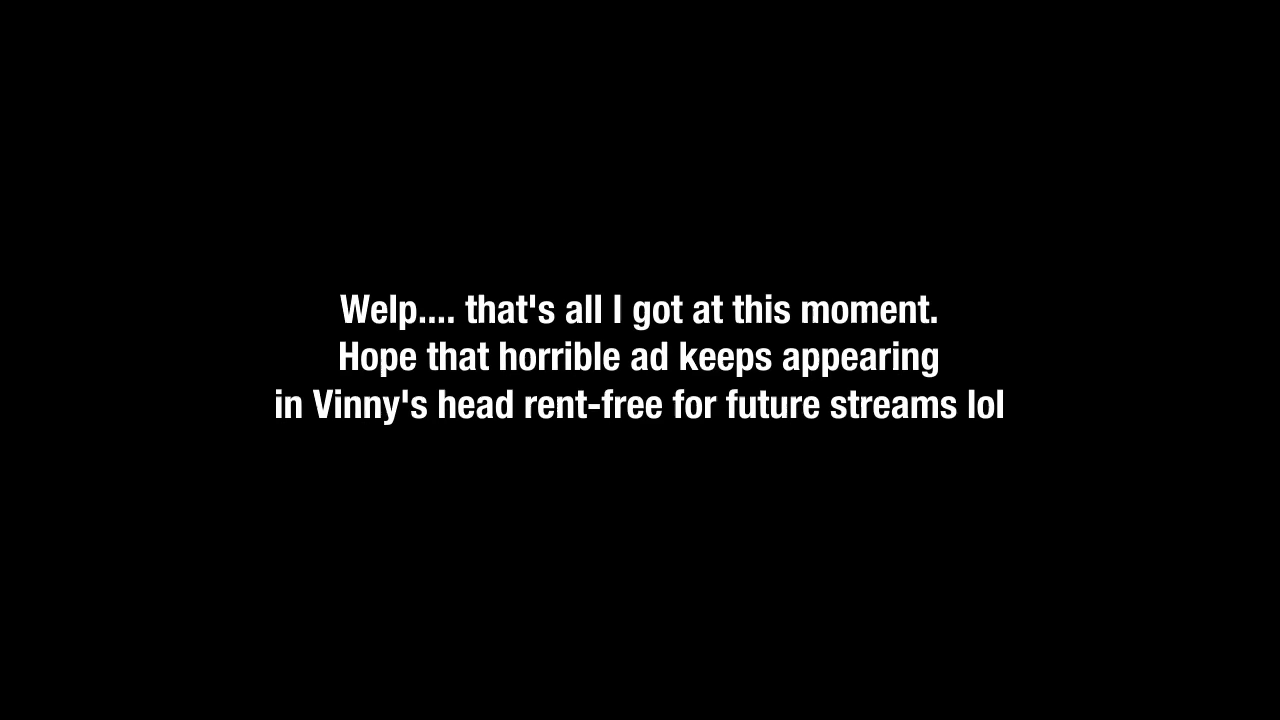 Welp.... that's all I got at this moment.
Hope that horrible ad keeps appearing
in Vinny's head rent-free for future streams lol